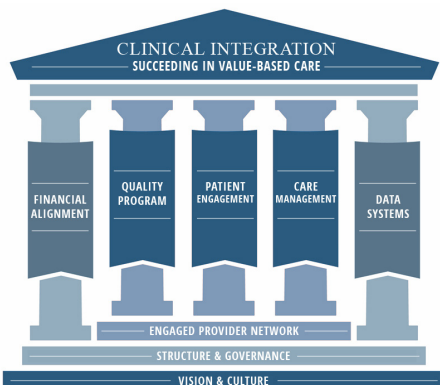 CLINICAL INTEGRATION
SUCCEEDING IN VALUE-BASED CARE
FINANCIAL
ALIGNMENT
QUALITY
PROGRAM
PATIENT
ENGAGEMENT
CARE
MANAGEMENT
DATA
SYSTEMS
ENGAGED PROVIDER NETWORK
STRUCTURE & GOVERNANCE
VISION & CULTURE